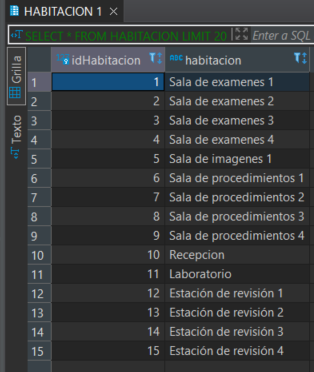 HABITACION 1
SELECT * FROM HABITACION LIMIT 20 Enter a SQL
Grilla
Texto
idHabitacion ABC habitacion
1 1 Sala de examenes 1
2 2 Sala de examenes 2
3 3 Sala de examenes 3
4 4 Sala de examenes 4
5 5 Sala de imagenes 1
6 6 Sala de procedimientos 1
7 7 Sala de procedimientos 2
8 8 Sala de procedimientos 3
9 9 Sala de procedimientos 4
10 10 Recepcion
11 11 Laboratorio
12 12 Estación de revisión 1
13 13 Estación de revisión 2
14 14 Estación de revisión 3
15 15 Estación de revisión 4